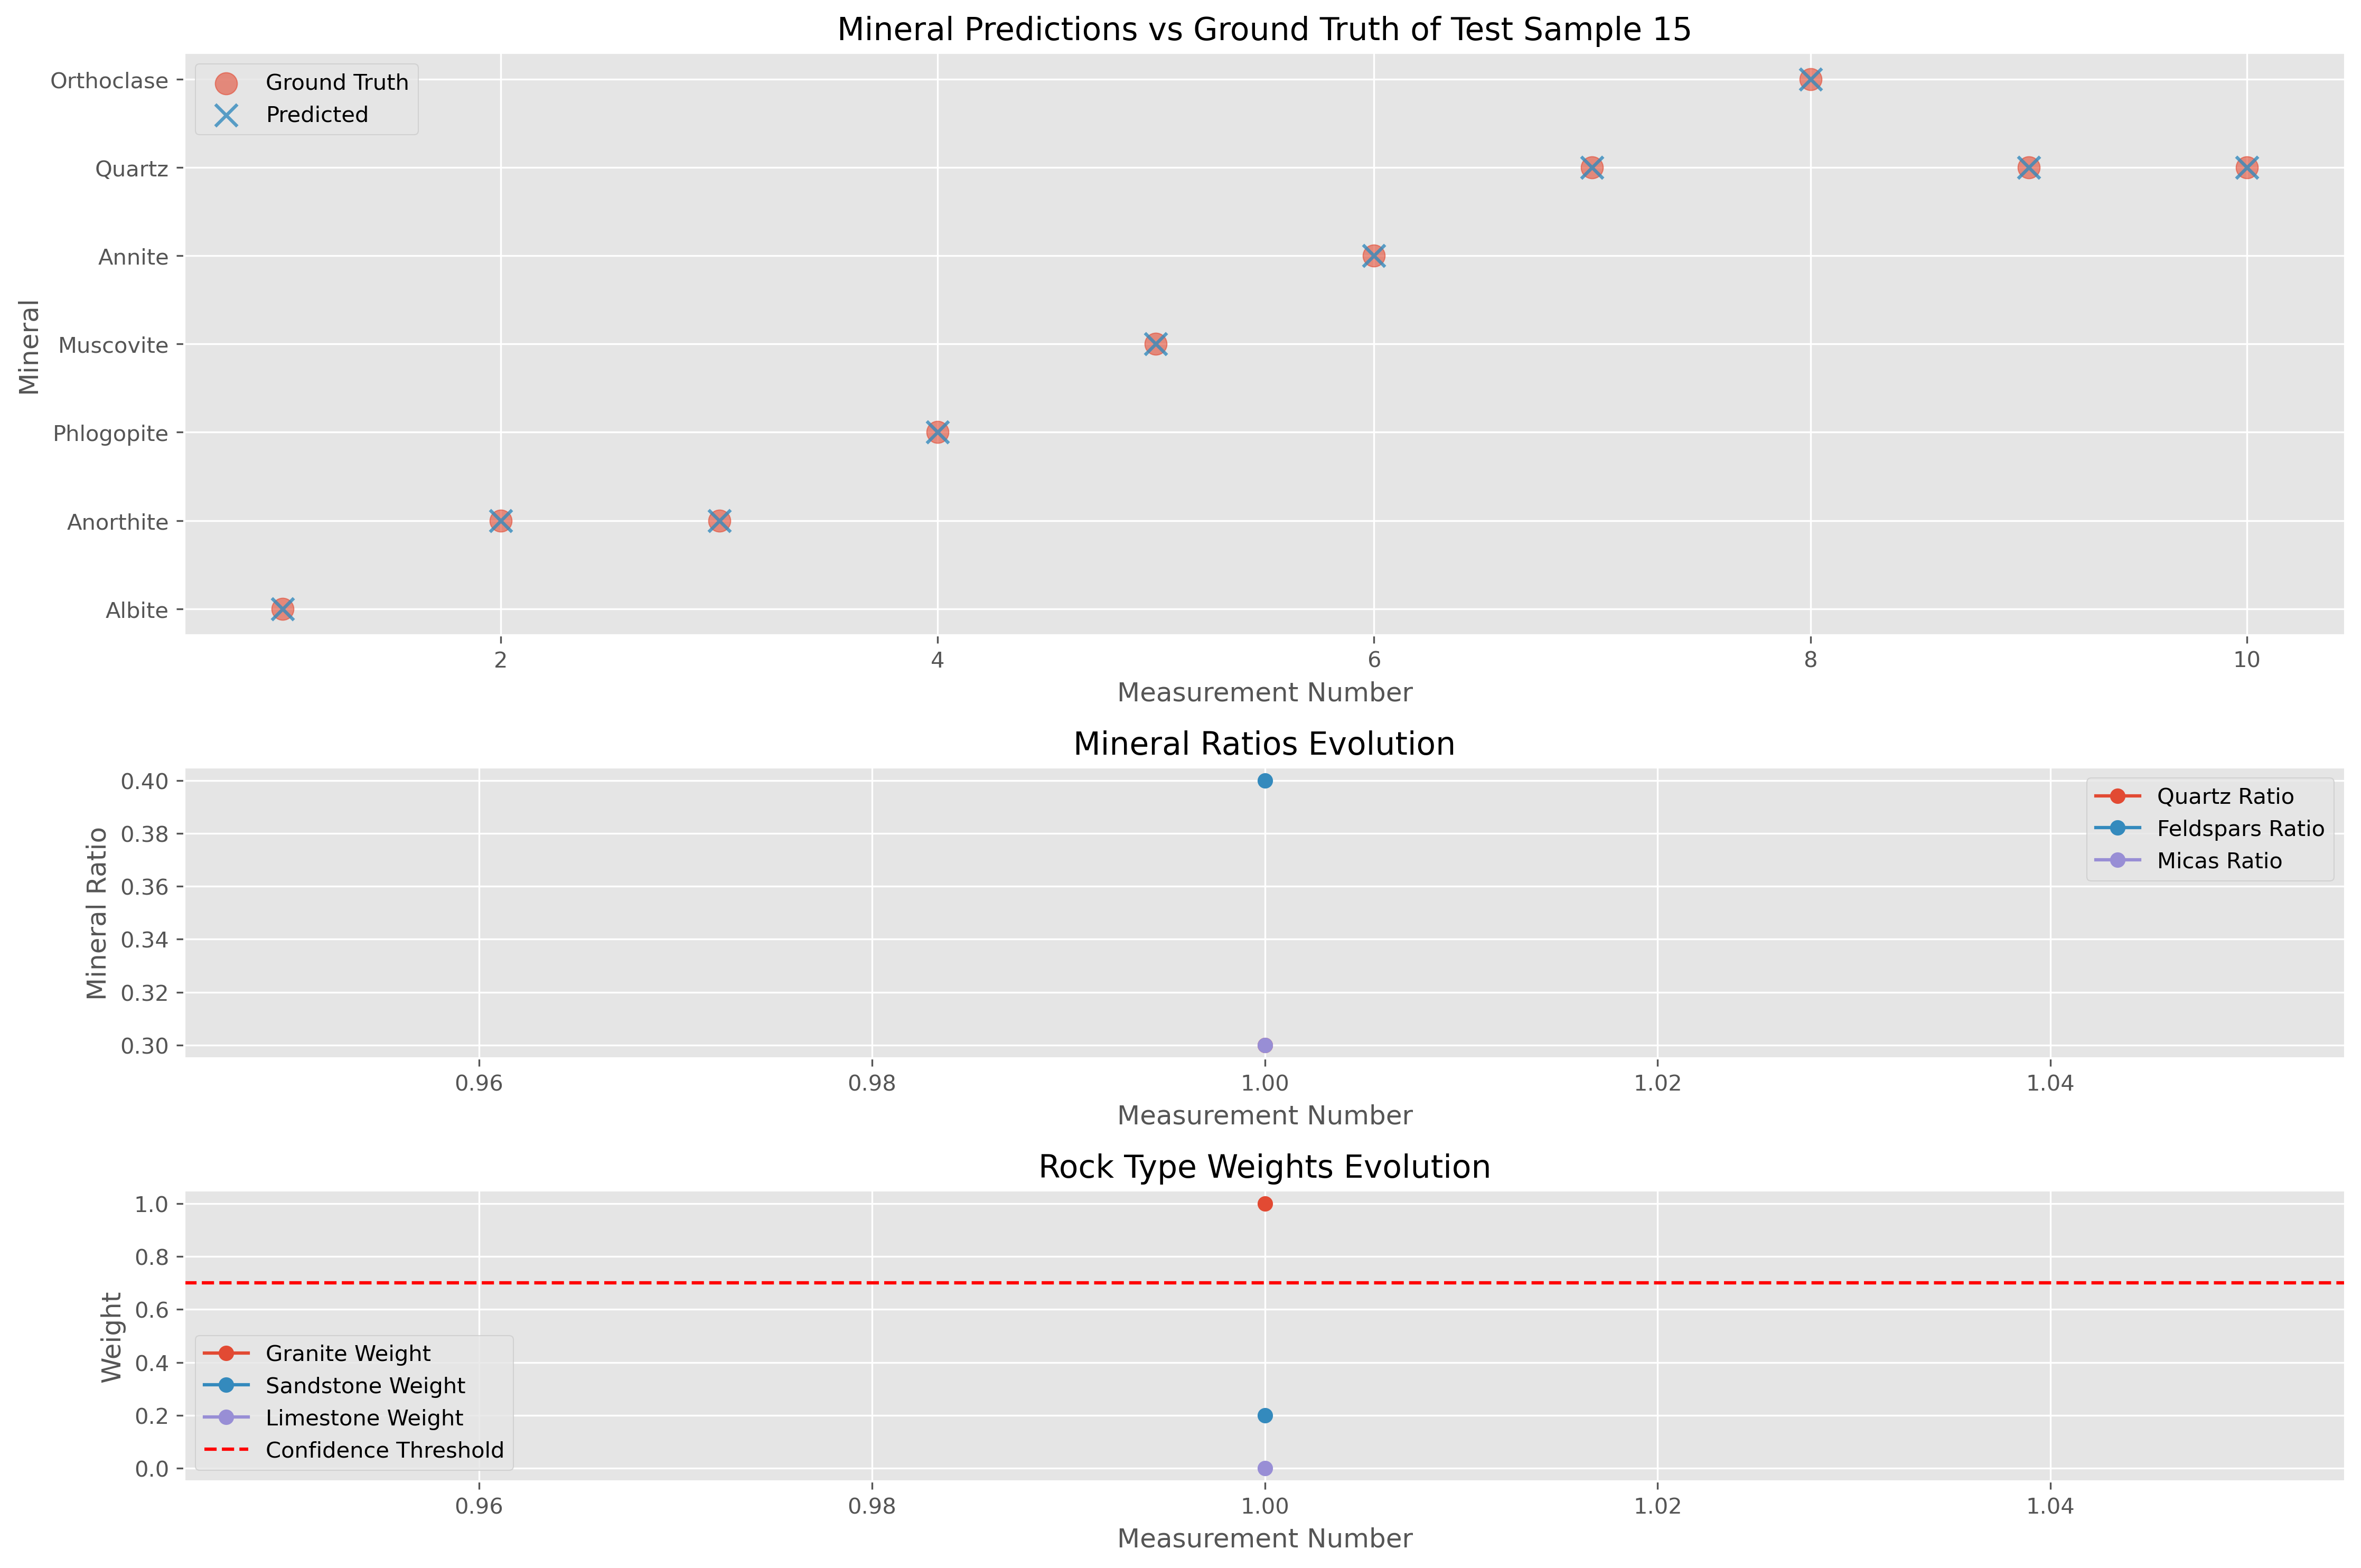 Mineral Predictions vs Ground Truth of Test Sample 15
Ground Truth
Predicted
Mineral
Orthoclase
Quartz
Annite
Muscovite
Phlogopite
Anorthite
Albite
2 4 6 8 10
Measurement Number
Mineral Ratios Evolution
Quartz Ratio
Feldspars Ratio
Micas Ratio
Mineral Ratio
0.40
0.38
0.36
0.34
0.32
0.30
0.96 0.98 1.00 1.02 1.04
Measurement Number
Rock Type Weights Evolution
Weight
1.0
0.8
0.6
0.4
0.2
0.0
Granite Weight
Sandstone Weight
Limestone Weight
Confidence Threshold
0.96 0.98 1.00 1.02 1.04
Measurement Number